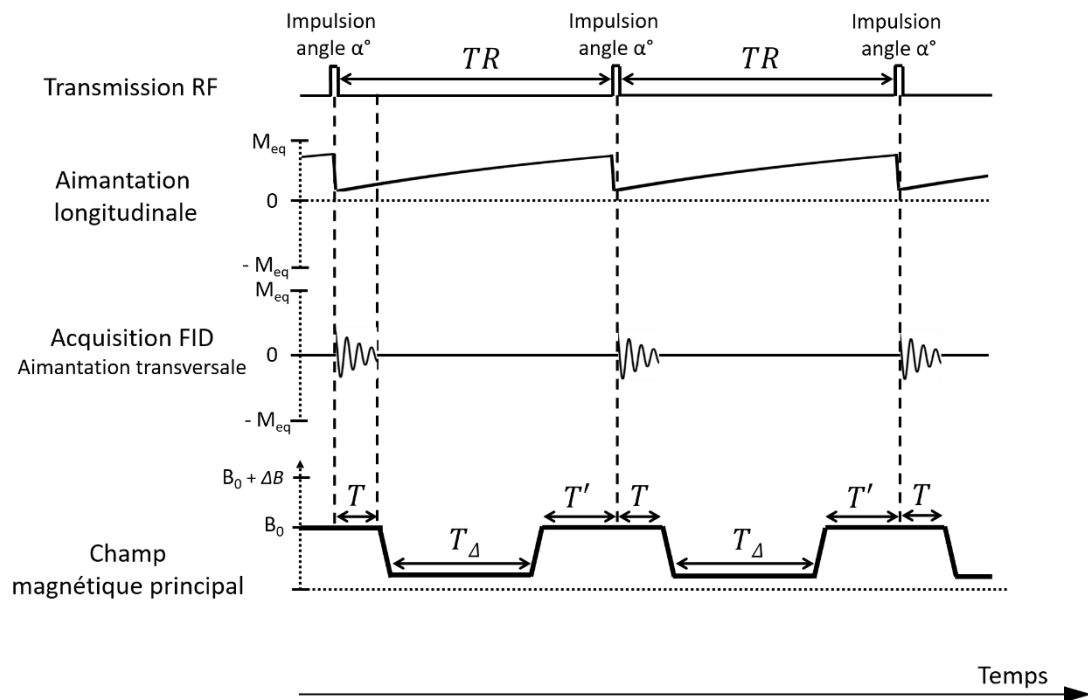 Impulsion
angle α°
Impulsion
angle α°
Impulsion
angle α°
TR
TR
Transmission RF
M_eq
Aimantation
longitudinale
0
- M_eq
M_eq
Acquisition FID
Aimantation transversale
0
- M_eq
B_0 + ΔB
T
T'
T
T'
T
B_0
T_Δ
T_Δ
Champ
magnétique principal
Temps